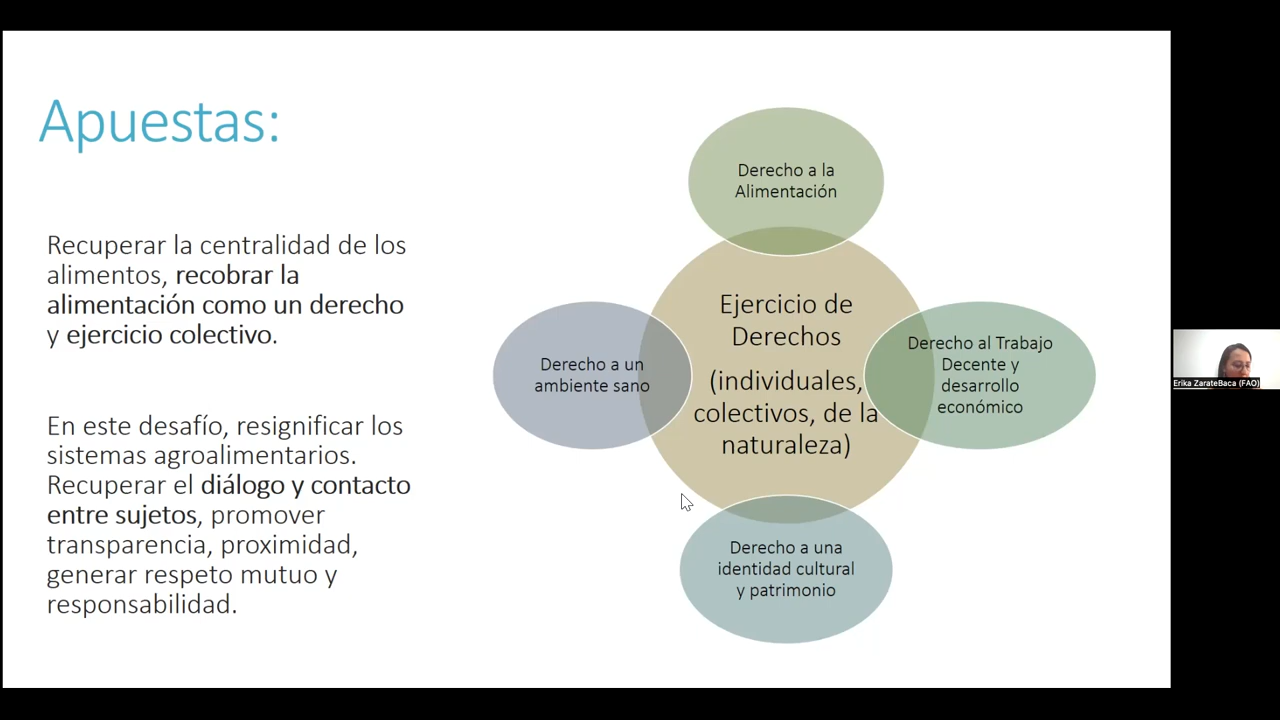 Apuestas:
Recuperar la centralidad de los
alimentos, recobrar la
alimentación como un derecho
y ejercicio colectivo.
En este desafío, resignificar los
sistemas agroalimentarios.
Recuperar el diálogo y contacto
entre sujetos, promover
transparencia, proximidad,
generar respeto mutuo y
responsabilidad.
Derecho a la
Alimentación
Ejercicio de
Derechos
(individuales,
colectivos, de la
naturaleza)
Derecho a un
ambiente sano
Derecho al Trabajo
Decente y
desarrollo
económico
Derecho a una
identidad cultural
y patrimonio
Erika ZarateBaca (FAO)